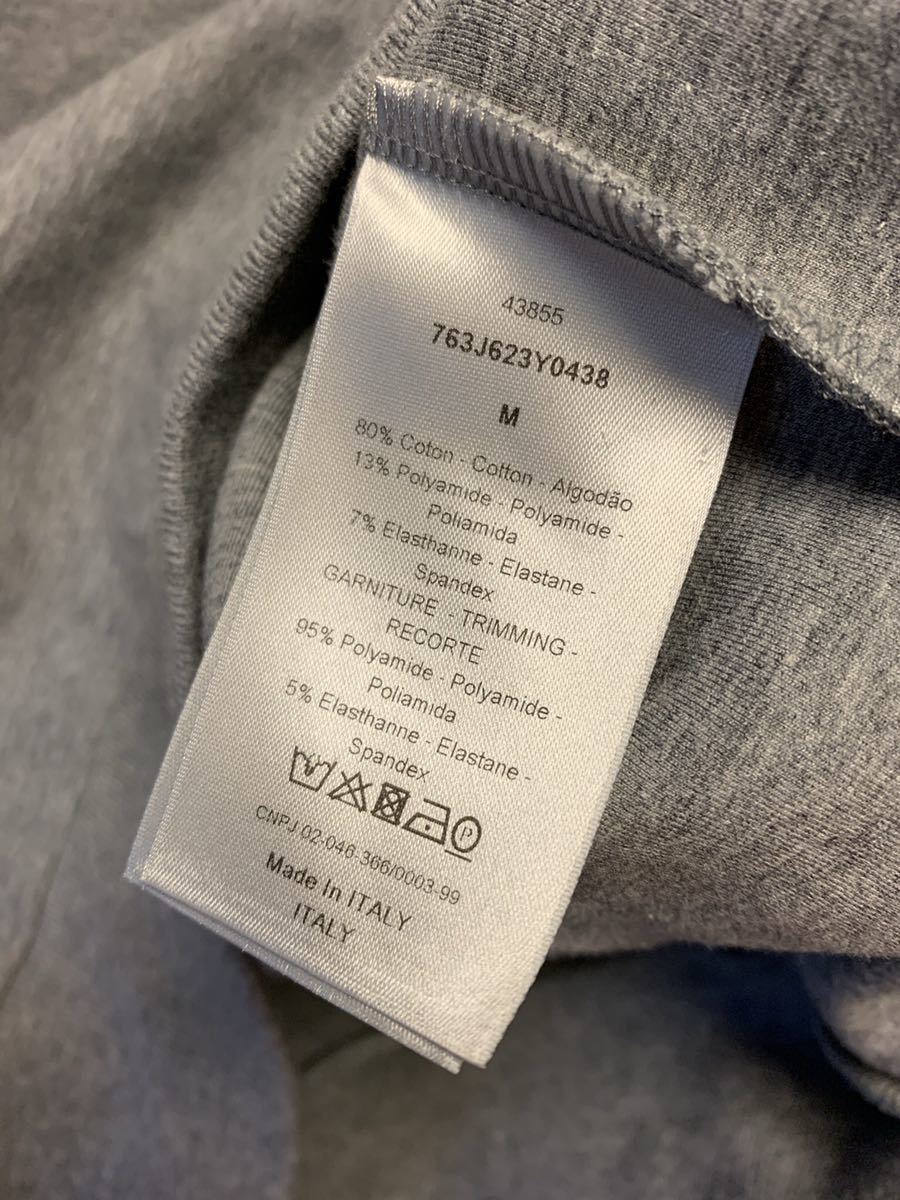 43855
763J623Y0438
M
80% Coton - Cotton - Algodão
13% Polyamide - Polyamide -
Poliamida
7% Elasthanne - Elastane -
Spandex
GARNITURE - TRIMMING -
RECORTE
95% Polyamide - Polyamide -
Poliamida
5% Elasthanne - Elastane -
Spandex
P
CNPJ 02-046-366/0003-99
Made In ITALY
ITALY